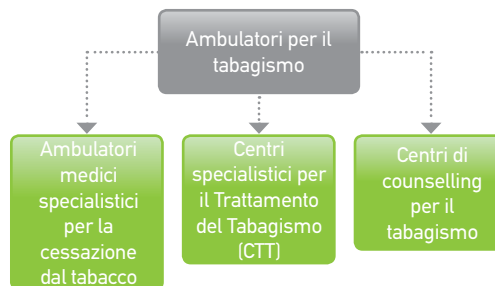 Ambulatori per il
tabagismo
Ambulatori
medici
specialistici
per la
cessazione
dal tabacco
Centri
specialistici per
il Trattamento
del Tabagismo
(CTT)
Centri di
counselling
per il
tabagismo